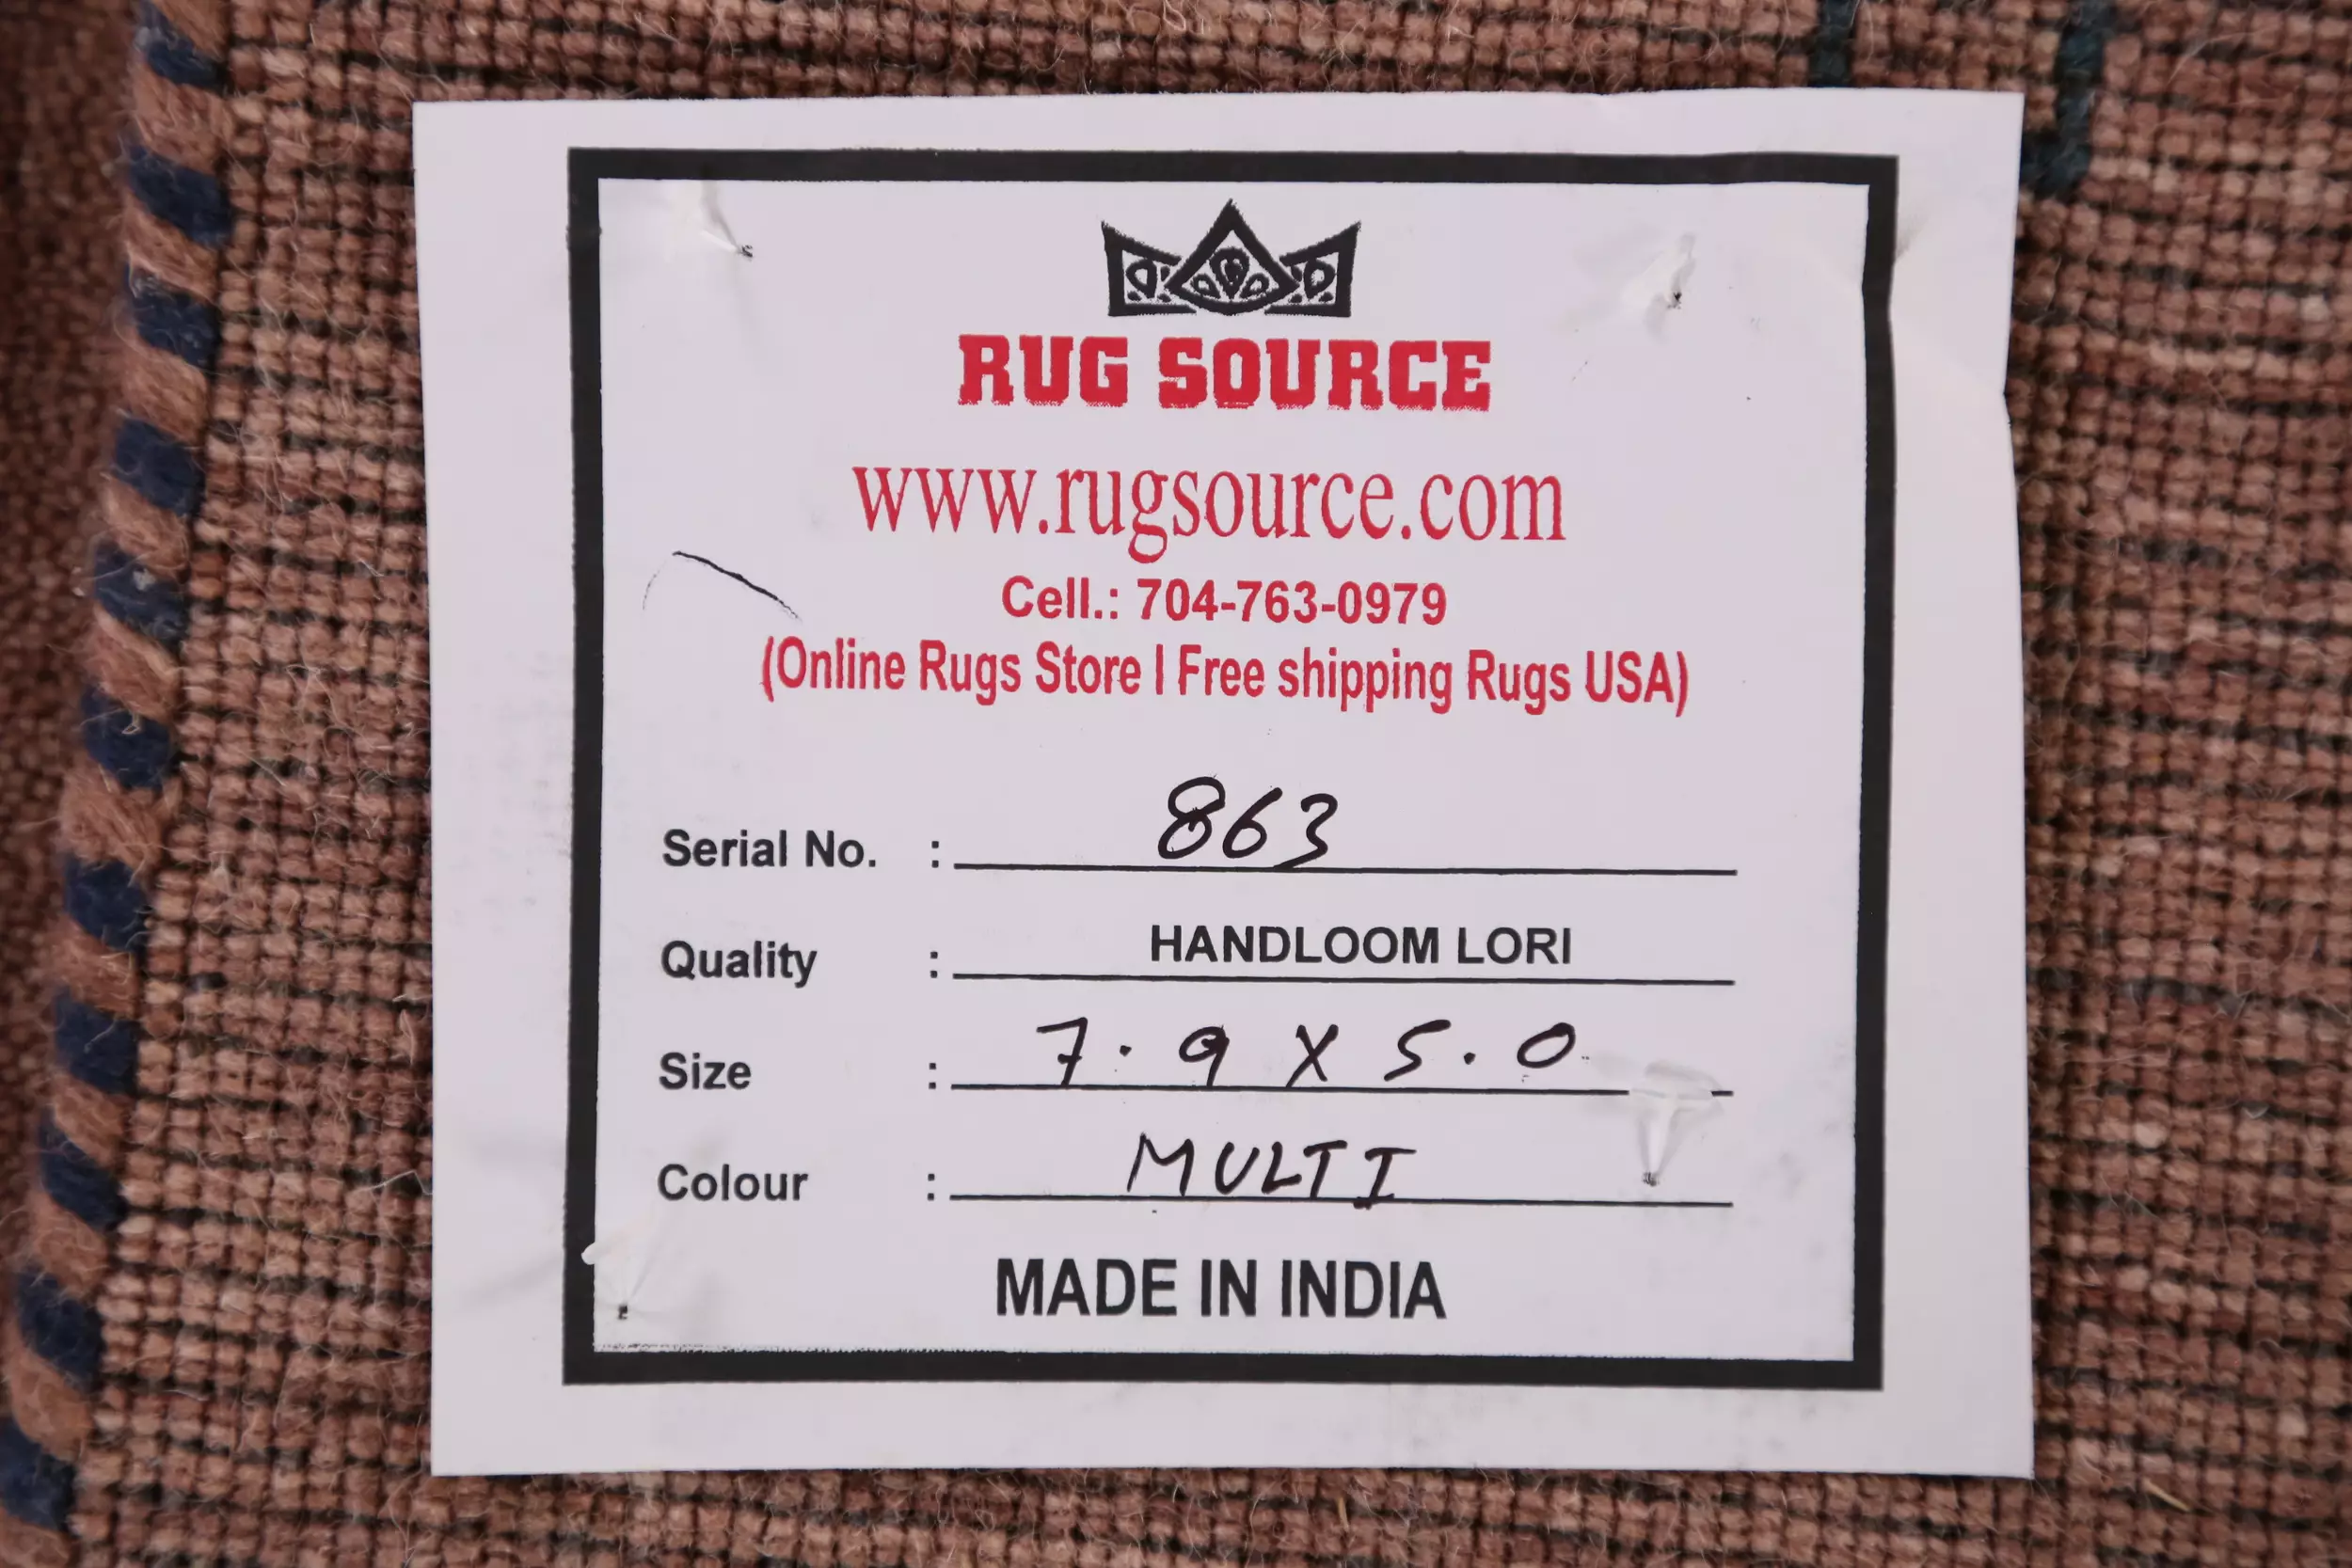 RUG SOURCE
www.rugsource.com
Cell.: 704-763-0979
(Online Rugs Store | Free shipping Rugs USA)
Serial No. : 863
Quality : HANDLOOM LORI
Size : 7.9 X 5.0
Colour : MULTI
MADE IN INDIA